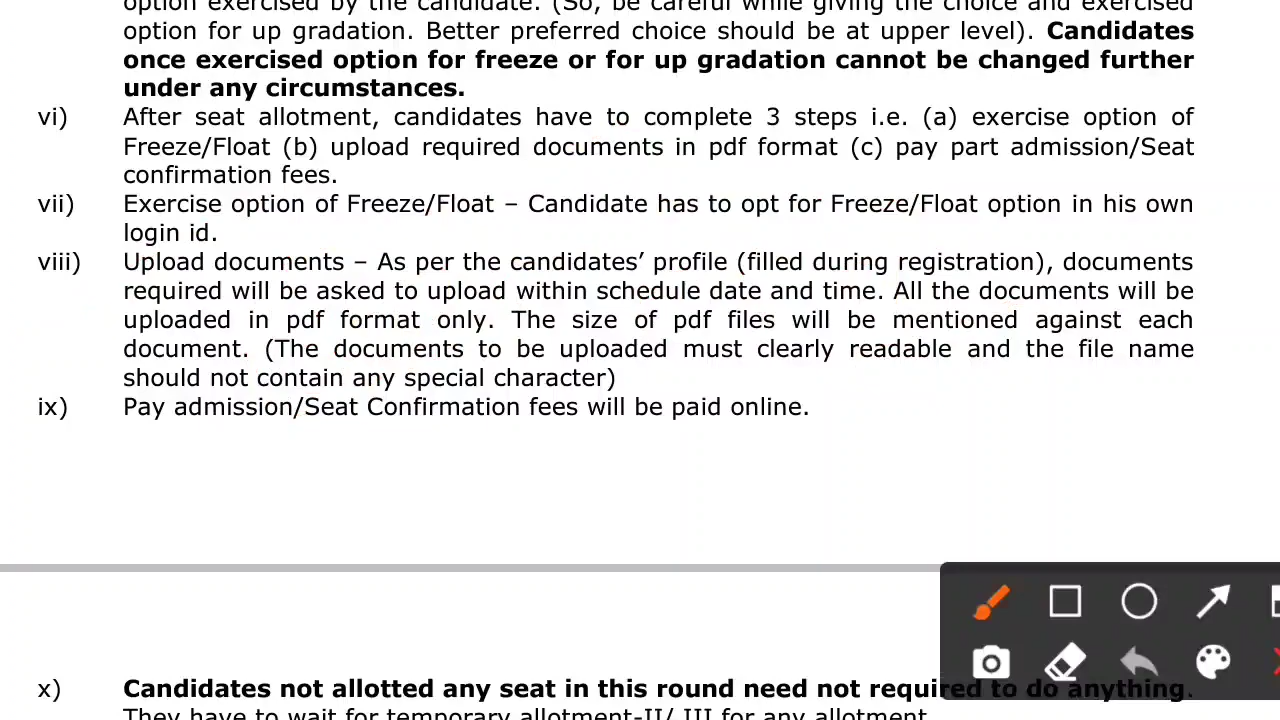 option exercised by the candidate. (So, be careful while giving the choice and exercised
option for up gradation. Better preferred choice should be at upper level). Candidates
once exercised option for freeze or for up gradation cannot be changed further
under any circumstances.
vi) After seat allotment, candidates have to complete 3 steps i.e. (a) exercise option of
Freeze/Float (b) upload required documents in pdf format (c) pay part admission/Seat
confirmation fees.
vii) Exercise option of Freeze/Float – Candidate has to opt for Freeze/Float option in his own
login id.
viii) Upload documents – As per the candidates’ profile (filled during registration), documents
required will be asked to upload within schedule date and time. All the documents will be
uploaded in pdf format only. The size of pdf files will be mentioned against each
document. (The documents to be uploaded must clearly readable and the file name
should not contain any special character)
ix) Pay admission/Seat Confirmation fees will be paid online.
x) Candidates not allotted any seat in this round need not required to do anything.
They have to wait for temporary allotment-II/ III for any allotment.